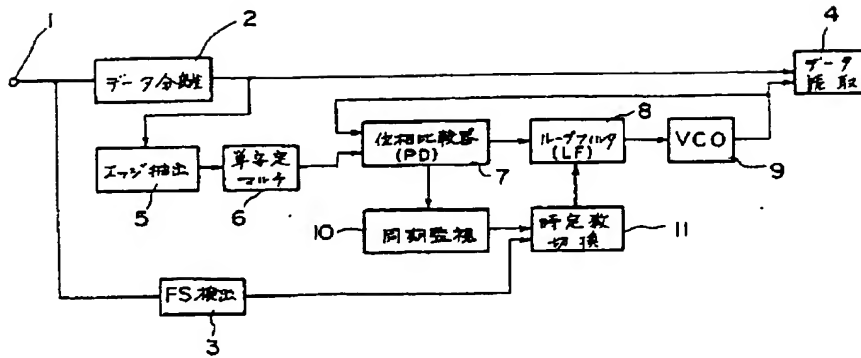 1
2
データ分離
4
データ
読取
エッジ抽出
5
単安定
マルチ
6
位相比較器
(PD)
7
8
ループフィルタ
(LF)
VCO
9
10
同期監視
時定数
切換
11
FS検出
3